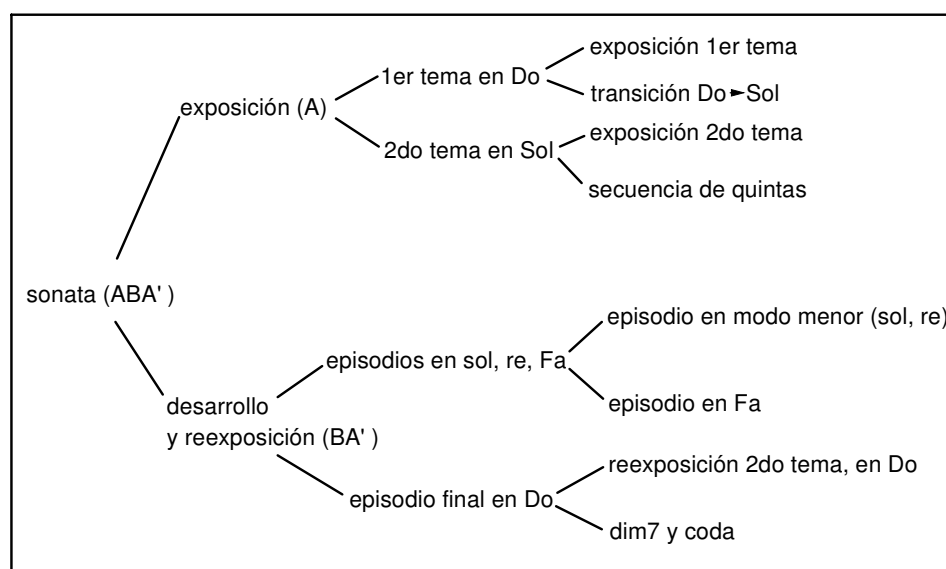 exposición 1er tema
1er tem en Do
transición Do►Sol
exposición (A)
exposición 2do tema
2do tema en Sol
secuencia de quintas
sonata (ABA' )
episodio en modo menor (sol, re)
episodios en sol, re, Fa
episodio en Fa
desarrollo
y reexposición (BA' )
reexposición 2do tema, en Do
episodio final en Do
dim7 y coda